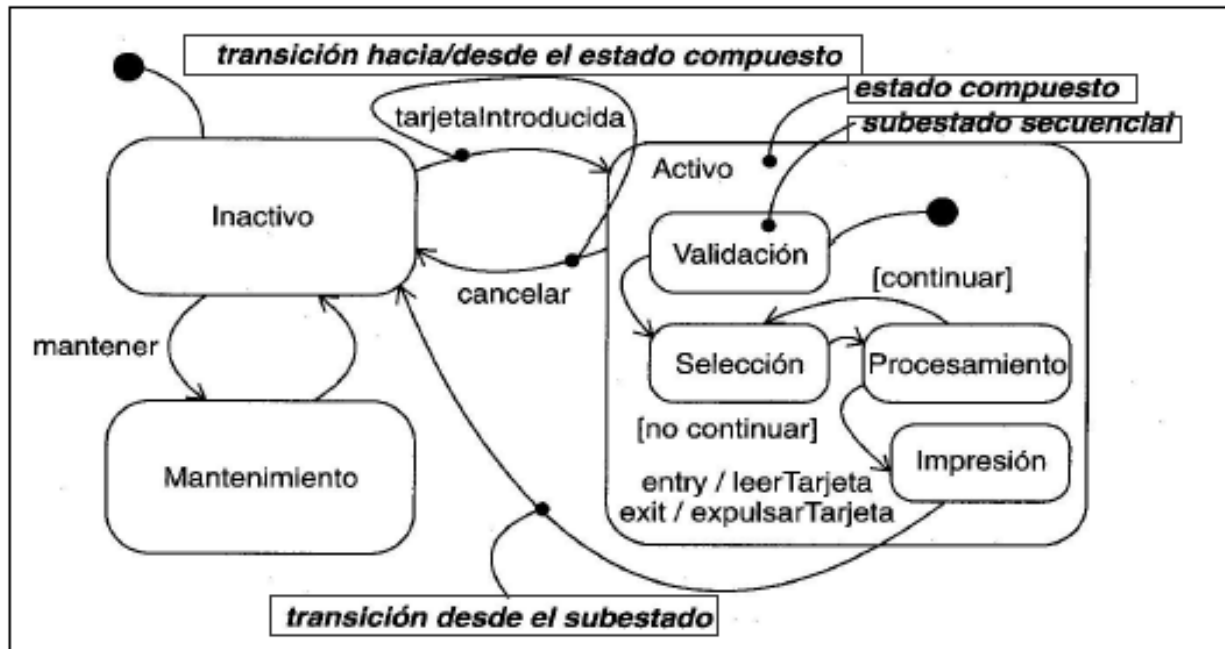 transición hacia/desde el estado compuesto
estado compuesto
tarjetaIntroducida
subestado secuencial
Activo
Inactivo
Validación
[continuar]
cancelar
mantener
Selección
Procesamiento
[no continuar]
Impresión
Mantenimiento
entry / leerTarjeta
exit / expulsarTarjeta
transición desde el subestado